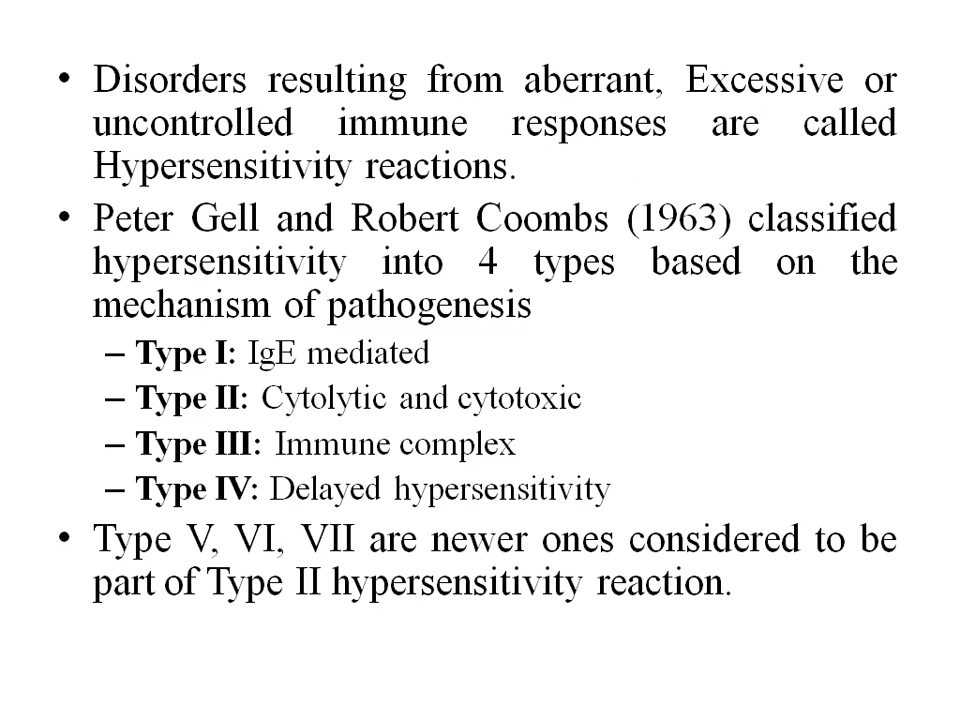 • Disorders resulting from aberrant, Excessive or
uncontrolled immune responses are called
Hypersensitivity reactions.
• Peter Gell and Robert Coombs (1963) classified
hypersensitivity into 4 types based on the
mechanism of pathogenesis
– Type I: IgE mediated
– Type II: Cytolytic and cytotoxic
– Type III: Immune complex
– Type IV: Delayed hypersensitivity
• Type V, VI, VII are newer ones considered to be
part of Type II hypersensitivity reaction.